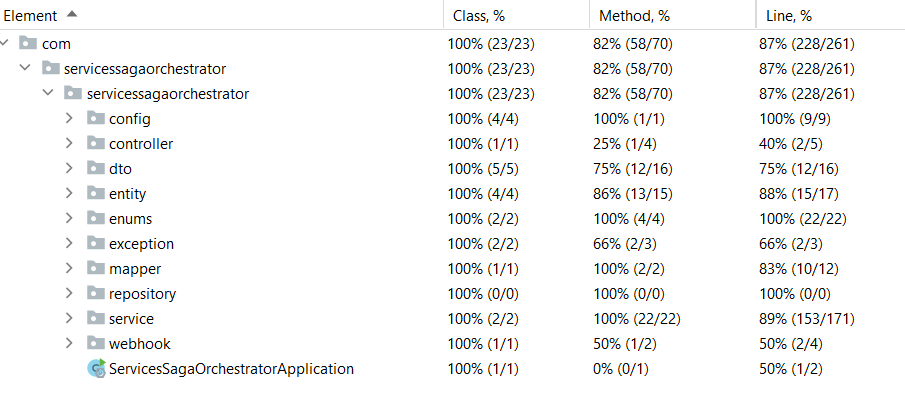 Element Class, % Method, % Line, %
com 100% (23/23) 82% (58/70) 87% (228/261)
servicessagaorchestrator 100% (23/23) 82% (58/70) 87% (228/261)
servicessagaorchestrator 100% (23/23) 82% (58/70) 87% (228/261)
config 100% (4/4) 100% (1/1) 100% (9/9)
controller 100% (1/1) 25% (1/4) 40% (2/5)
dto 100% (5/5) 75% (12/16) 75% (12/16)
entity 100% (4/4) 86% (13/15) 88% (15/17)
enums 100% (2/2) 100% (4/4) 100% (22/22)
exception 100% (2/2) 66% (2/3) 66% (2/3)
mapper 100% (1/1) 100% (2/2) 83% (10/12)
repository 100% (0/0) 100% (0/0) 100% (0/0)
service 100% (2/2) 100% (22/22) 89% (153/171)
webhook 100% (1/1) 50% (1/2) 50% (2/4)
ServicesSagaOrchestratorApplication 100% (1/1) 0% (0/1) 50% (1/2)